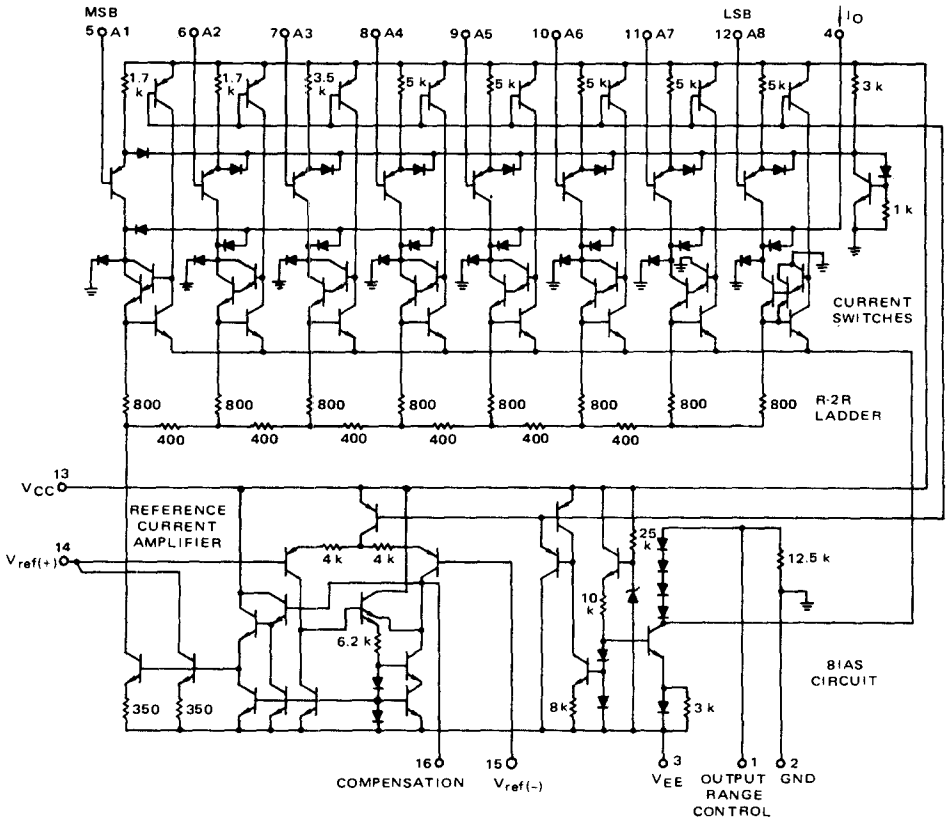 MSB LSB
5 A1 6 A2 7 A3 8 A4 9 A5 10 A6 11 A7 12 A8 4 IO
1.7 k 1.7 k 3.5 k 5 k 5 k 5 k 5 k 5 k 3 k
1 k
CURRENT
SWITCHES
800 800 800 800 800 800 800 800
R-2R
LADDER
400 400 400 400 400 400
13
VCC
REFERENCE
CURRENT
AMPLIFIER
14
Vref(+)
4 k 4 k
25 k
12.5 k
10 k
6.2 k
BIAS
CIRCUIT
350 350 8 k 3 k
16 15 3 1 2
COMPENSATION Vref(–) VEE OUTPUT GND
RANGE
CONTROL